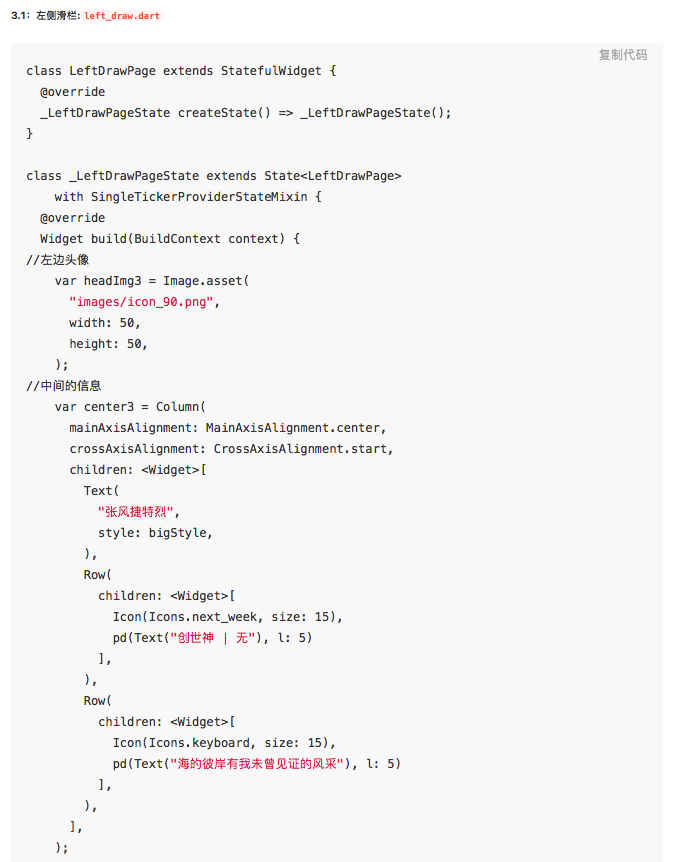 3.1: 左侧滑栏: left_draw.dart
复制代码
class LeftDrawPage extends StatefulWidget {
  @override
  _LeftDrawPageState createState() => _LeftDrawPageState();
}
class _LeftDrawPageState extends State<LeftDrawPage>
    with SingleTickerProviderStateMixin {
  @override
  Widget build(BuildContext context) {
//左边头像
    var headImg3 = Image.asset(
      "images/icon_90.png",
      width: 50,
      height: 50,
    );
//中间的信息
    var center3 = Column(
      mainAxisAlignment: MainAxisAlignment.center,
      crossAxisAlignment: CrossAxisAlignment.start,
      children: <Widget>[
        Text(
          "张风捷特烈",
          style: bigStyle,
        ),
        Row(
          children: <Widget>[
            Icon(Icons.next_week, size: 15),
            pd(Text("创世神 | 无"), l: 5)
          ],
        ),
        Row(
          children: <Widget>[
            Icon(Icons.keyboard, size: 15),
            pd(Text("海的彼岸有我未曾见证的风采"), l: 5)
          ],
        ),
      ],
    );